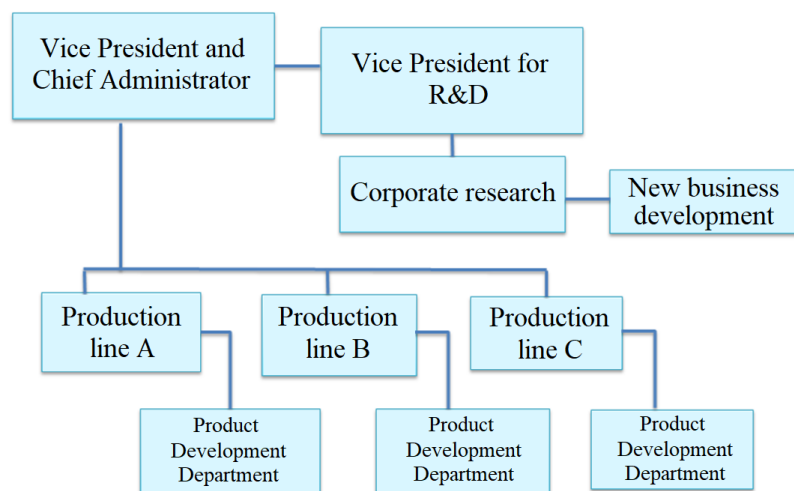 Vice President and
Chief Administrator
Vice President for
R&D
Corporate research
New business
development
Production
line A
Production
line B
Production
line C
Product
Development
Department
Product
Development
Department
Product
Development
Department